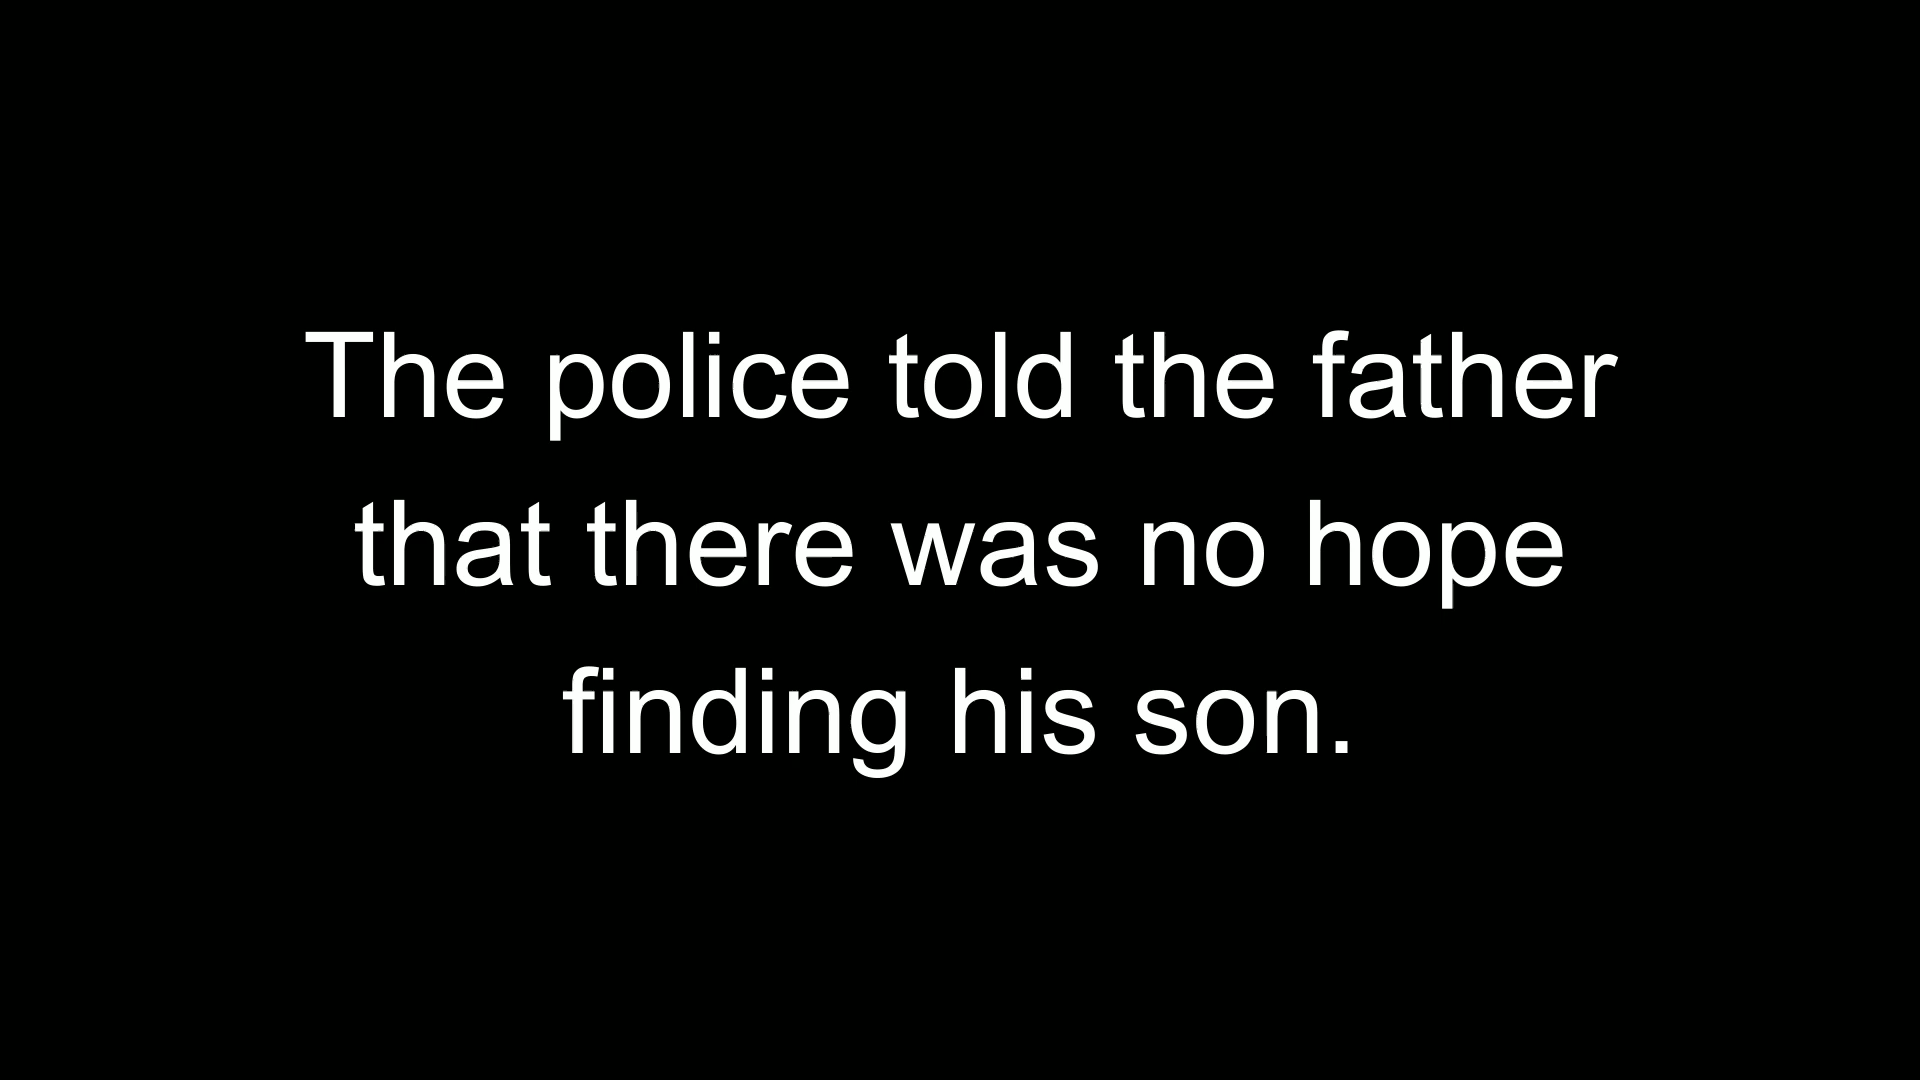 The police told the father
that there was no hope
finding his son.